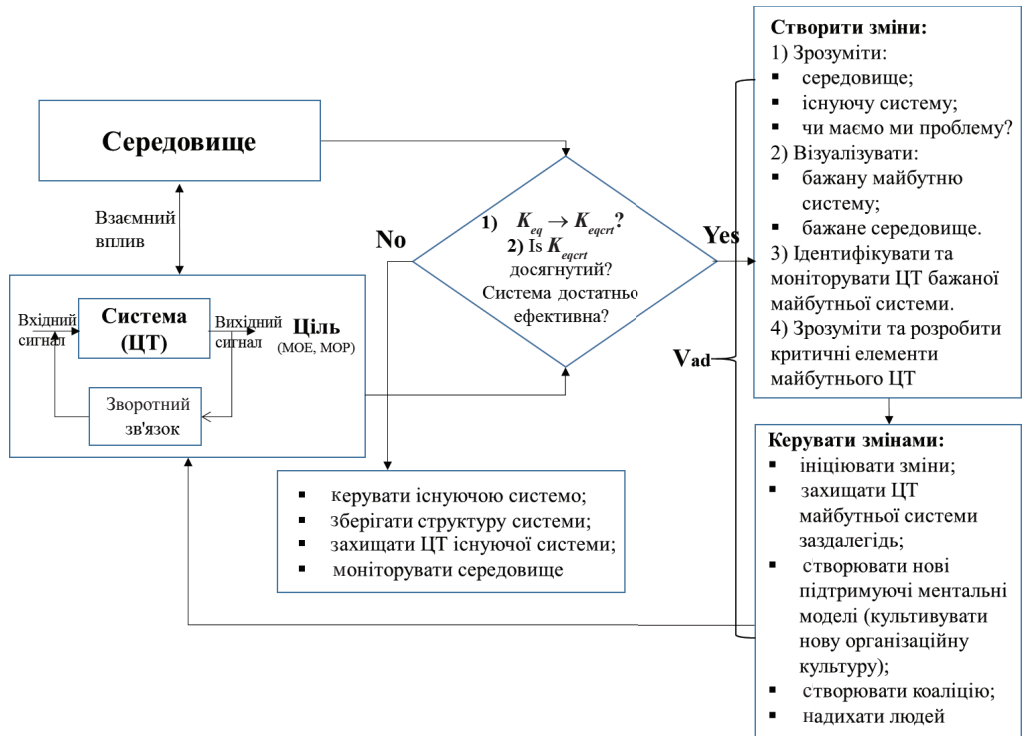 Середовище
Взаємний
вплив
Вхідний
сигнал
Система
(ЦТ)
Вихідний
сигнал
Ціль
(МОЕ, МОР)
Зворотний
зв'язок
No
1) Keq → Keqcrt?
2) Is Keqcrt
досягнутий?
Система достатньо
ефективна?
Yes
▪ керувати існуючою системо;
▪ зберігати структуру системи;
▪ захищати ЦТ існуючої системи;
▪ моніторувати середовище
Vad
Створити зміни:
1) Зрозуміти:
▪ середовище;
▪ існуючу систему;
▪ чи маємо ми проблему?
2) Візуалізувати:
▪ бажану майбутню
систему;
▪ бажане середовище.
3) Ідентифікувати та
моніторувати ЦТ бажаної
майбутньої системи.
4) Зрозуміти та розробити
критичні елементи
майбутнього ЦТ
Керувати змінами:
▪ ініціювати зміни;
▪ захищати ЦТ
майбутньої системи
заздалегідь;
▪ створювати нові
підтримуючі ментальні
моделі (культивувати
нову організаційну
культуру);
▪ створювати коаліцію;
▪ надихати людей